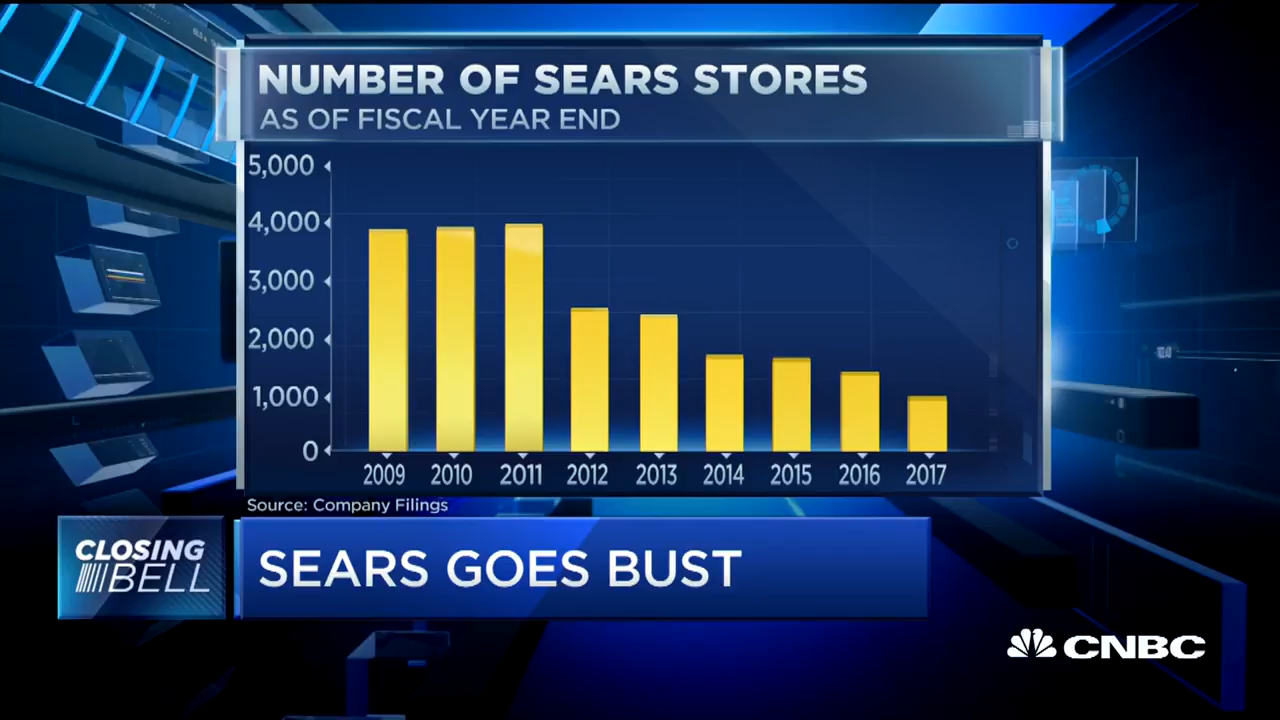 NUMBER OF SEARS STORES
AS OF FISCAL YEAR END
5,000
4,000
3,000
2,000
1,000
0
2009 2010 2011 2012 2013 2014 2015 2016 2017
Source: Company Filings
CLOSING
BELL
SEARS GOES BUST
CNBC